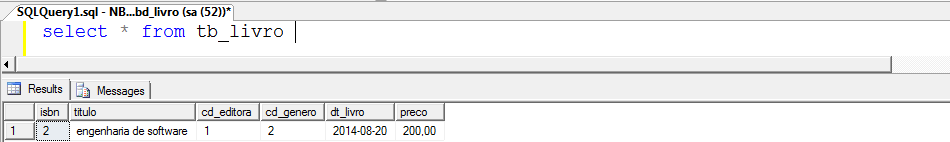 SQLQuery1.sql - NB...bd_livro (sa (52))*
select * from tb_livro
Results Messages
isbn titulo cd_editora cd_genero dt_livro preco
1 2 engenharia de software 1 2 2014-08-20 200,00